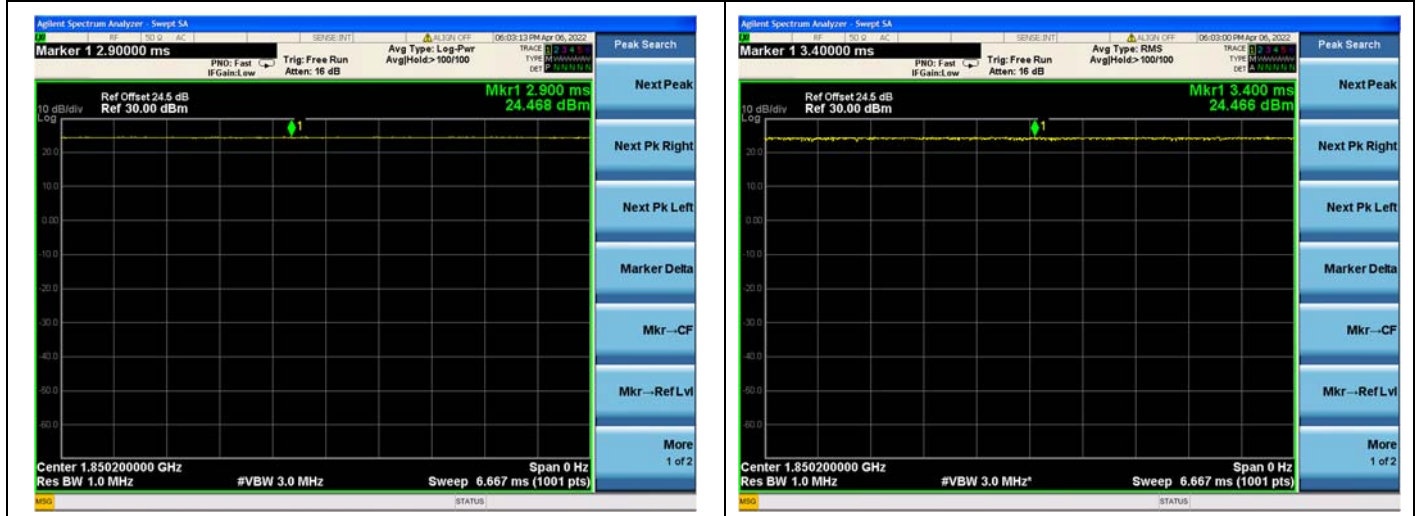 Agilent Spectrum Analyzer - Swept SA
RF 50 Ω AC SENSE:INT ALIGN OFF 06:03:13 PM Apr 06, 2022
Marker 1 2.90000 ms
PNO: Fast
IFGain:Low
Trig: Free Run
Atten: 16 dB
Avg Type: Log-Pwr
Avg|Hold:> 100/100
TRACE 1 2 3 4 5
TYPE M
DET P N N N N N
Ref Offset 24.5 dB
Ref 30.00 dBm
10 dB/div
Log
Mkr1 2.900 ms
24.468 dBm
1
20.0
10.0
0.00
-10.0
-20.0
-30.0
-40.0
-50.0
-60.0
Center 1.850200000 GHz
Span 0 Hz
Res BW 1.0 MHz
#VBW 3.0 MHz
Sweep 6.667 ms (1001 pts)
MSG
STATUS
Peak Search
Next Peak
Next Pk Right
Next Pk Left
Marker Delta
Mkr→CF
Mkr→Ref Lvl
More
1 of 2
Agilent Spectrum Analyzer - Swept SA
RF 50 Ω AC SENSE:INT ALIGN OFF 06:03:00 PM Apr 06, 2022
Marker 1 3.40000 ms
PNO: Fast
IFGain:Low
Trig: Free Run
Atten: 16 dB
Avg Type: RMS
Avg|Hold:> 100/100
TRACE 1 2 3 4 5
TYPE M
DET A N N N N N
Ref Offset 24.5 dB
Ref 30.00 dBm
10 dB/div
Log
Mkr1 3.400 ms
24.466 dBm
1
20.0
10.0
0.00
-10.0
-20.0
-30.0
-40.0
-50.0
-60.0
Center 1.850200000 GHz
Span 0 Hz
Res BW 1.0 MHz
#VBW 3.0 MHz*
Sweep 6.667 ms (1001 pts)
MSG
STATUS
Peak Search
Next Peak
Next Pk Right
Next Pk Left
Marker Delta
Mkr→CF
Mkr→Ref Lvl
More
1 of 2